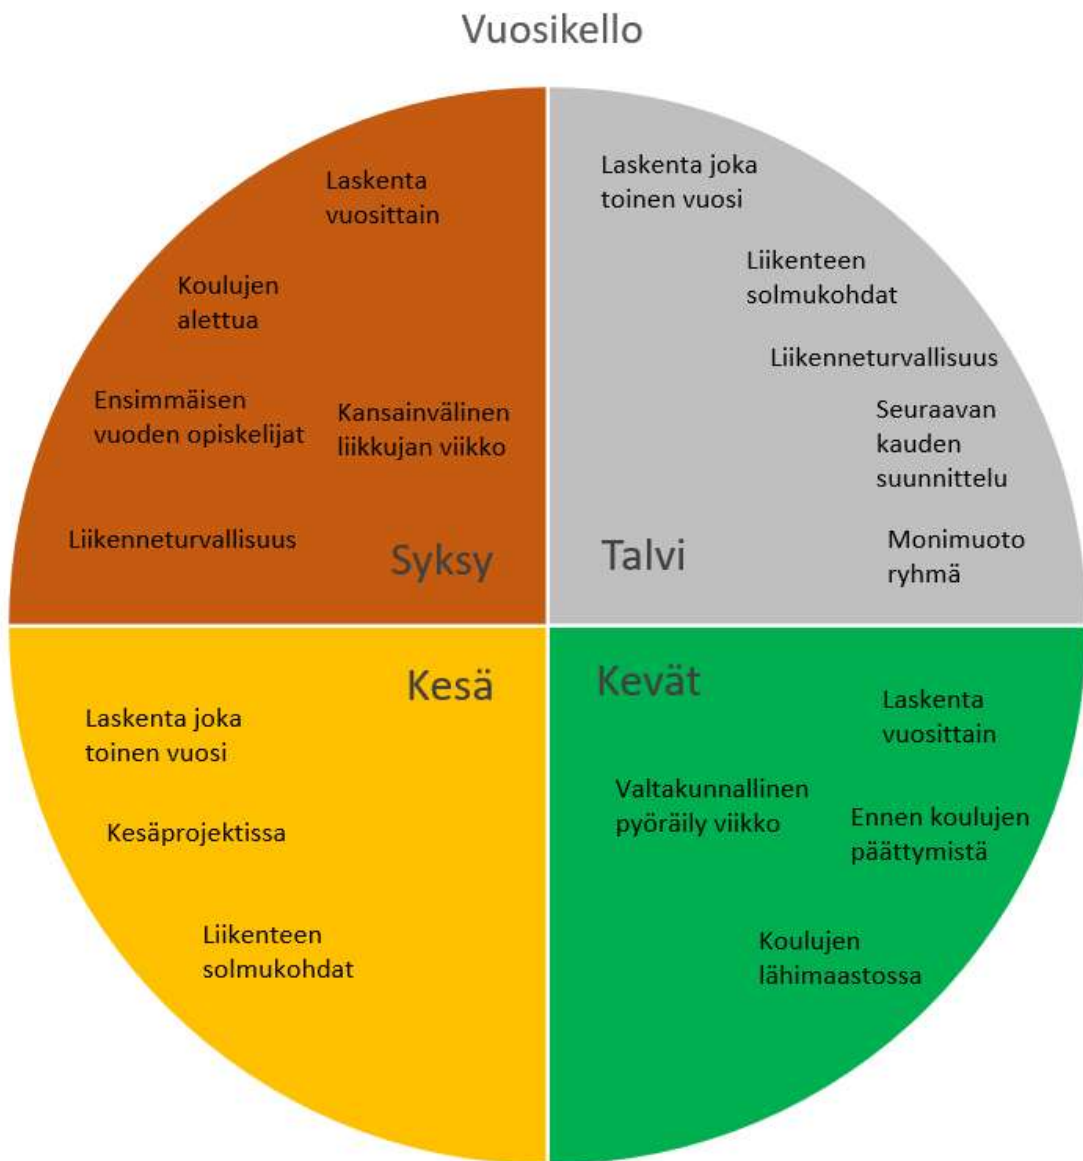 Vuosikello
Laskenta
vuosittain
Koulujen
alettua
Ensimmäisen
vuoden opiskelijat
Kansainvälinen
liikkujan viikko
Liikenneturvallisuus
Syksy
Laskenta joka
toinen vuosi
Liikenteen
solmukohdat
Liikenneturvallisuus
Seuraavan
kauden
suunnittelu
Monimuoto
ryhmä
Talvi
Kesä
Laskenta joka
toinen vuosi
Kesäprojektissa
Liikenteen
solmukohdat
Kevät
Laskenta
vuosittain
Valtakunnallinen
pyöräily viikko
Ennen koulujen
päättymistä
Koulujen
lähimaastossa